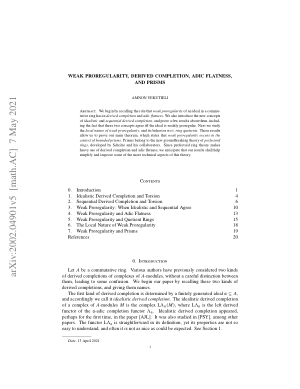 WEAK PROREGULARITY, DERIVED COMPLETION, ADIC FLATNESS,
AND PRISMS
AMNON YEKUTIELI
Abstract. We begin by recalling the role that weak proregularity of an ideal in a commutative
ring has on derived completion and adic flatness. We also introduce the new concepts
of idealistic and sequential derived completion, and prove a few results about them, including
the fact that these two concepts agree iff the ideal is weakly proregular. Next we study
the local nature of weak proregularity, and its behavior w.r.t. ring quotients. These results
allow us to prove our main theorem, which states that weak proregularity occurs in the
context of bounded prisms. Prisms belong to the new groundbreaking theory of perfectoid
rings, developed by Scholze and his collaborators. Since perfectoid ring theory makes
heavy use of derived completion and adic flatness, we anticipate that our results shall help
simplify and improve some of the more technical aspects of this theory.
Contents
0. Introduction 1
1. Idealistic Derived Completion and Torsion 4
2. Sequential Derived Completion and Torsion 6
3. Weak Proregularity: When Idealistic and Sequential Agree 10
4. Weak Proregularity and Adic Flatness 13
5. Weak Proregularity and Quotient Rings 15
6. The Local Nature of Weak Proregularity 18
7. Weak Proregularity and Prisms 19
References 20
0. Introduction
Let A be a commutative ring. Various authors have previously considered two kinds of
derived completions of complexes of A-modules, without a careful distinction between
them, leading to some confusion. We begin our paper by recalling these two kinds of
derived completions, and giving them names.
The first kind of derived completion is determined by a finitely generated ideal a ⊆ A,
and accordingly we call it idealistic derived completion. The idealistic derived completion
of a complex of A-modules M is the complex LΛa(M), where LΛa is the left derived
functor of the a-adic completion functor Λa. Idealistic derived completion appeared,
perhaps for the first time, in the paper [AJL]. It was also studied in [PSY], among other
papers. The functor LΛa is straightforward in its definition, yet its properties are not so
easy to understand, and often it is not as nice as could be expected. See Section 1.
Date: 15 April 2021.
1
arXiv:2002.04901v5 [math.AC] 7 May 2021